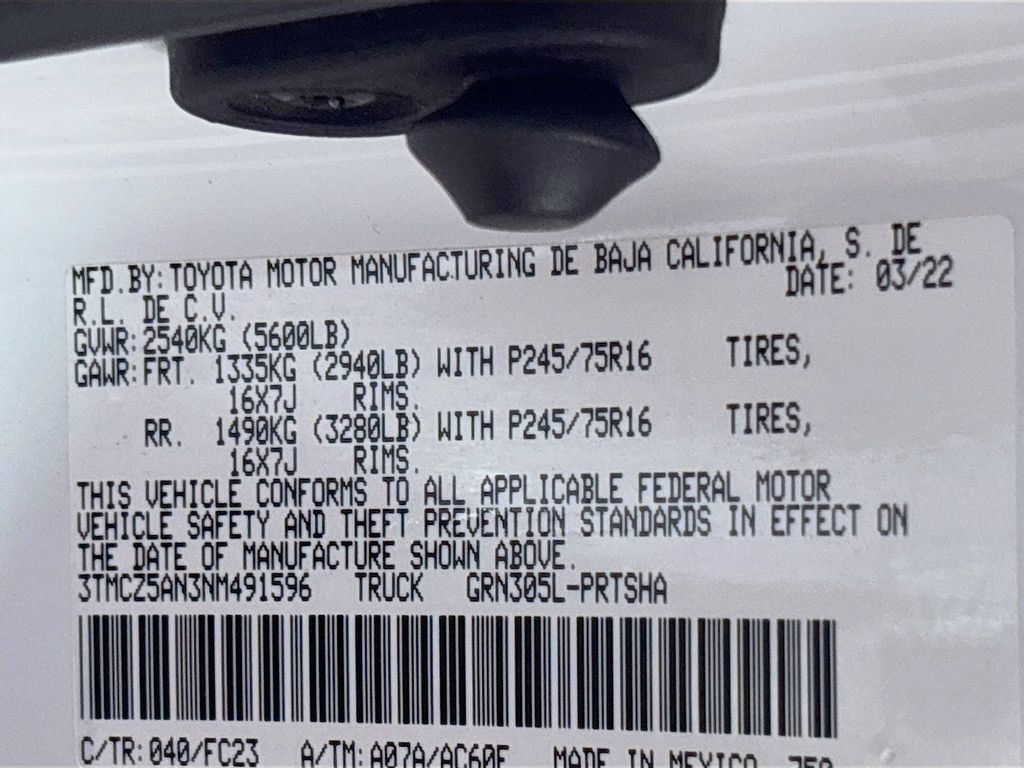 MFD.BY:TOYOTA MOTOR MANUFACTURING DE BAJA CALIFORNIA, S. DE
R.L. DE C.V. DATE: 03/22
GVWR:2540KG (5600LB)
GAWR:FRT. 1335KG (2940LB) WITH P245/75R16 TIRES,
16X7J RIMS.
RR. 1490KG (3280LB) WITH P245/75R16 TIRES,
16X7J RIMS.
THIS VEHICLE CONFORMS TO ALL APPLICABLE FEDERAL MOTOR
VEHICLE SAFETY AND THEFT PREVENTION STANDARDS IN EFFECT ON
THE DATE OF MANUFACTURE SHOWN ABOVE.
3TMCZ5AN3NM491596 TRUCK GRN305L-PRTSHA
C/TR:040/FC23 A/TM:A07A/AC60F MADE IN MEXICO